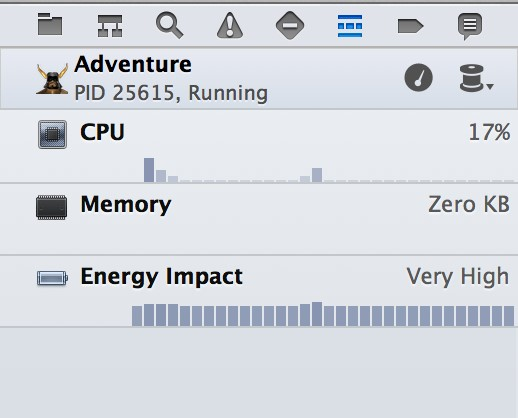 Adventure
PID 25615, Running
CPU 17%
Memory Zero KB
Energy Impact Very High